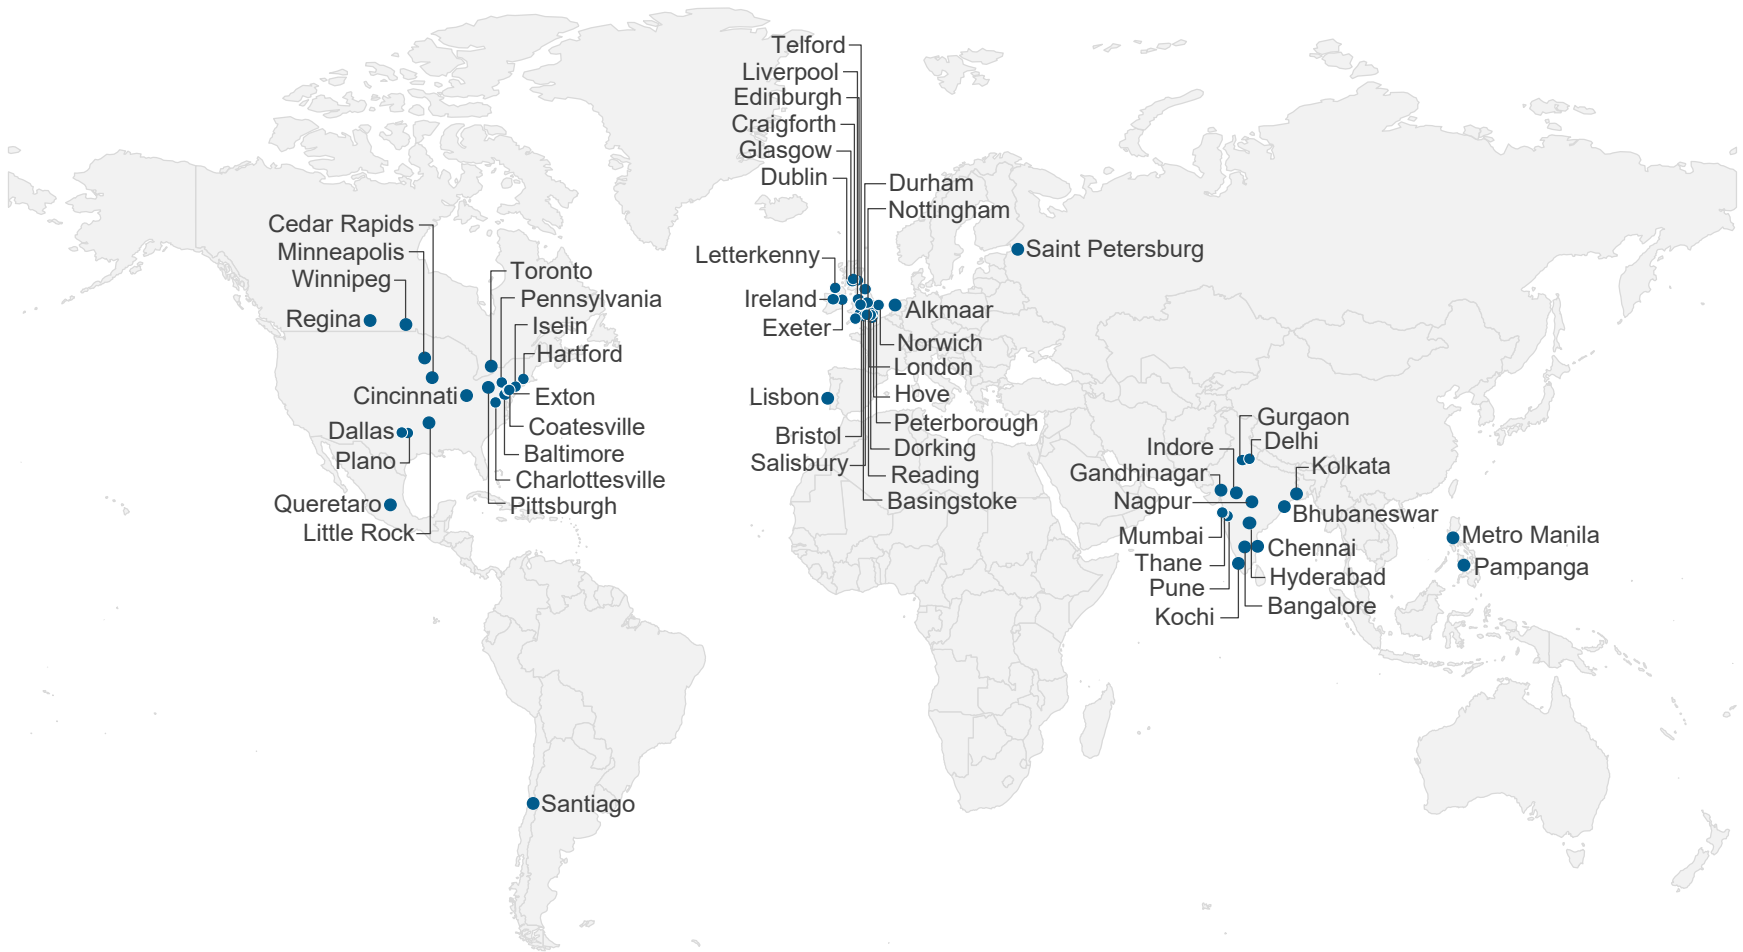 Telford
Liverpool
Edinburgh
Craigforth
Glasgow
Dublin
Durham
Nottingham
Letterkenny
Ireland
Exeter
Saint Petersburg
Alkmaar
Norwich
London
Hove
Peterborough
Dorking
Reading
Basingstoke
Lisbon
Bristol
Salisbury
Cedar Rapids
Minneapolis
Winnipeg
Regina
Toronto
Pennsylvania
Iselin
Hartford
Cincinnati
Exton
Coatesville
Baltimore
Charlottesville
Pittsburgh
Dallas
Plano
Queretaro
Little Rock
Santiago
Gurgaon
Delhi
Indore
Kolkata
Gandhinagar
Nagpur
Bhubaneswar
Mumbai
Chennai
Thane
Hyderabad
Pune
Bangalore
Kochi
Metro Manila
Pampanga